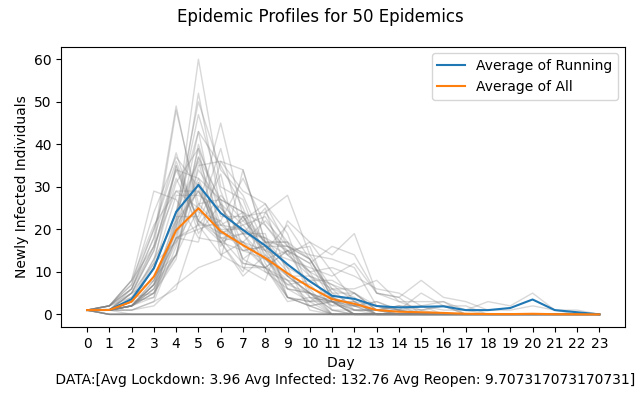 Epidemic Profiles for 50 Epidemics
Average of Running
Average of All
Newly Infected Individuals
60
50
40
30
20
10
0
0 1 2 3 4 5 6 7 8 9 10 11 12 13 14 15 16 17 18 19 20 21 22 23
Day
DATA:[Avg Lockdown: 3.96 Avg Infected: 132.76 Avg Reopen: 9.707317073170731]